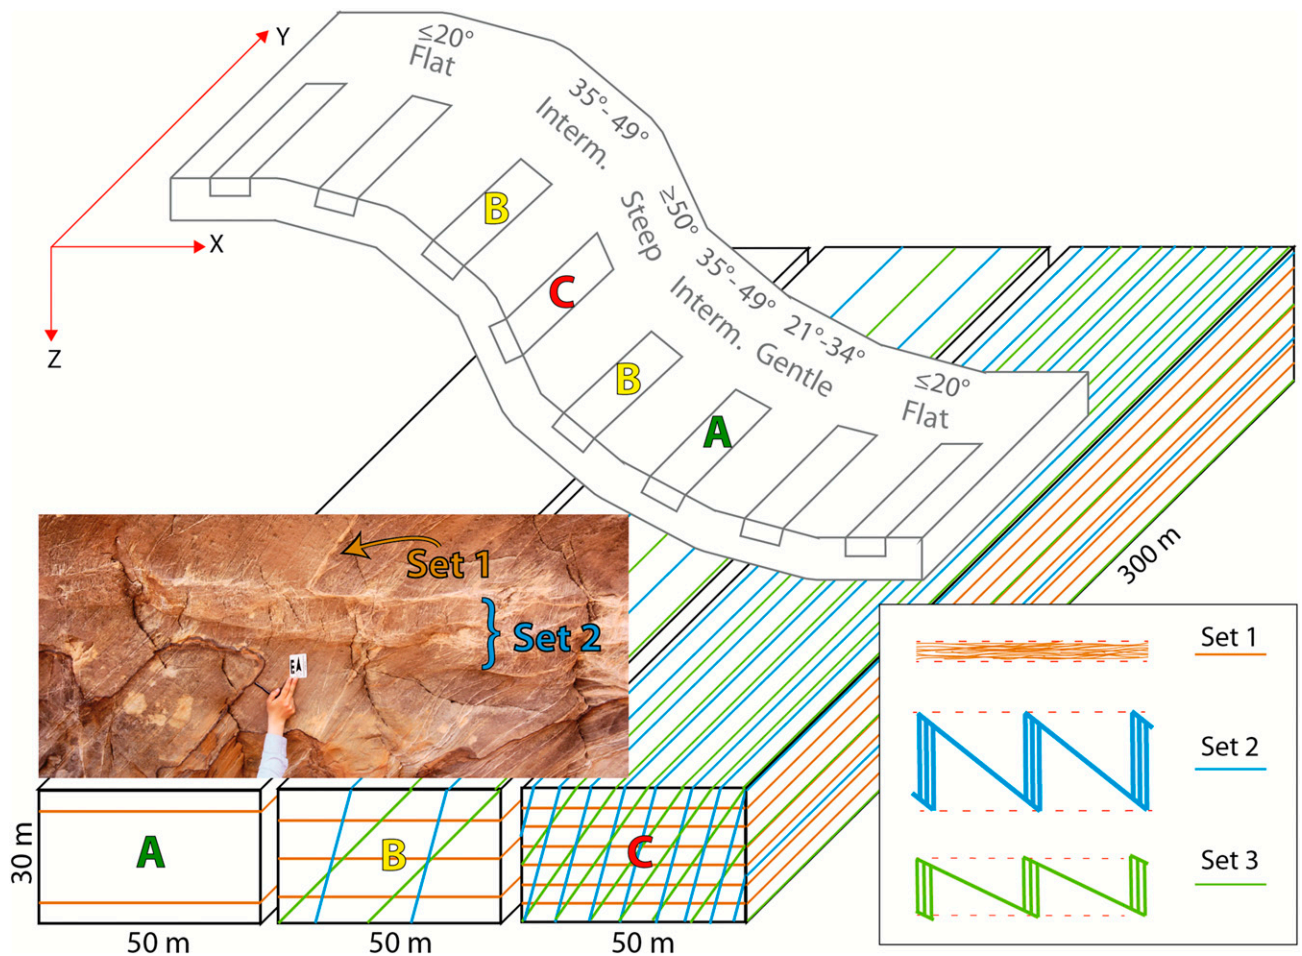 Y
X
Z
≤20°
Flat
35°- 49°
Interm.
≥50°
Steep
35°- 49°
Interm.
21°-34°
Gentle
≤20°
Flat
B
C
B
A
Set 1
Set 2
EA
300 m
Set 1
Set 2
Set 3
30 m
A
B
C
50 m
50 m
50 m